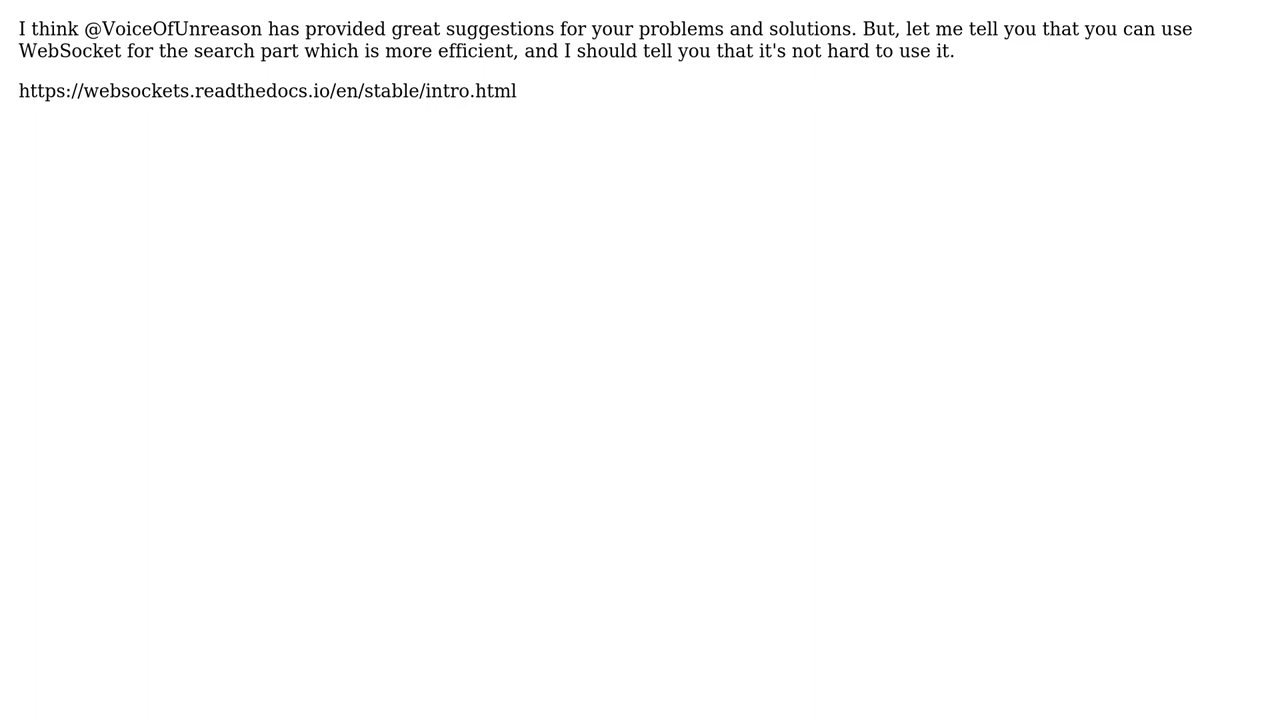 I think @VoiceOfUnreason has provided great suggestions for your problems and solutions. But, let me tell you that you can use
WebSocket for the search part which is more efficient, and I should tell you that it's not hard to use it.
https://websockets.readthedocs.io/en/stable/intro.html